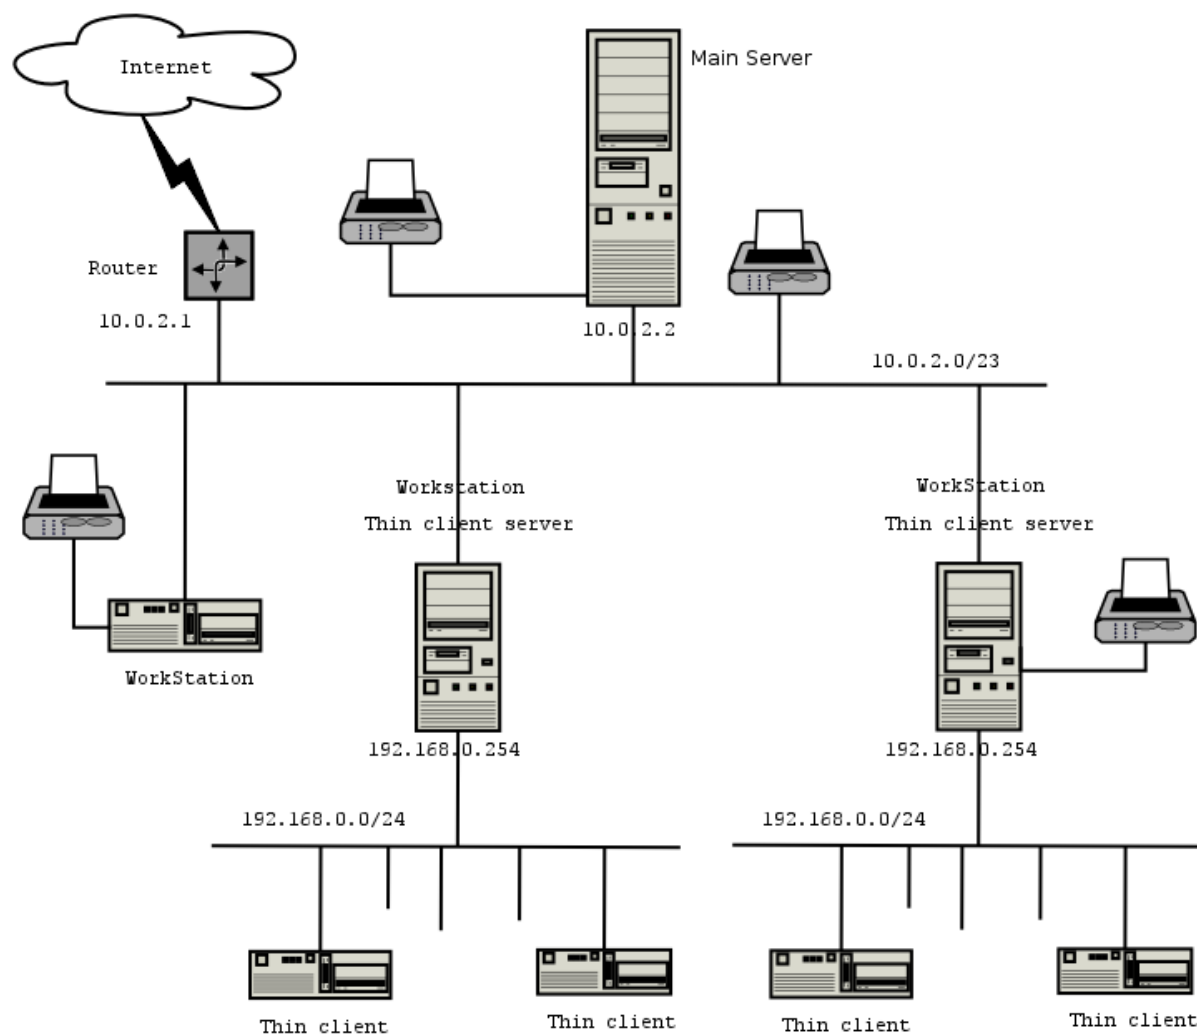 Internet
Main Server
Router
10.0.2.1
10.0.2.2
10.0.2.0/23
Workstation
Thin client server
WorkStation
Thin client server
WorkStation
192.168.0.254
192.168.0.254
192.168.0.0/24
192.168.0.0/24
Thin client
Thin client
Thin client
Thin client